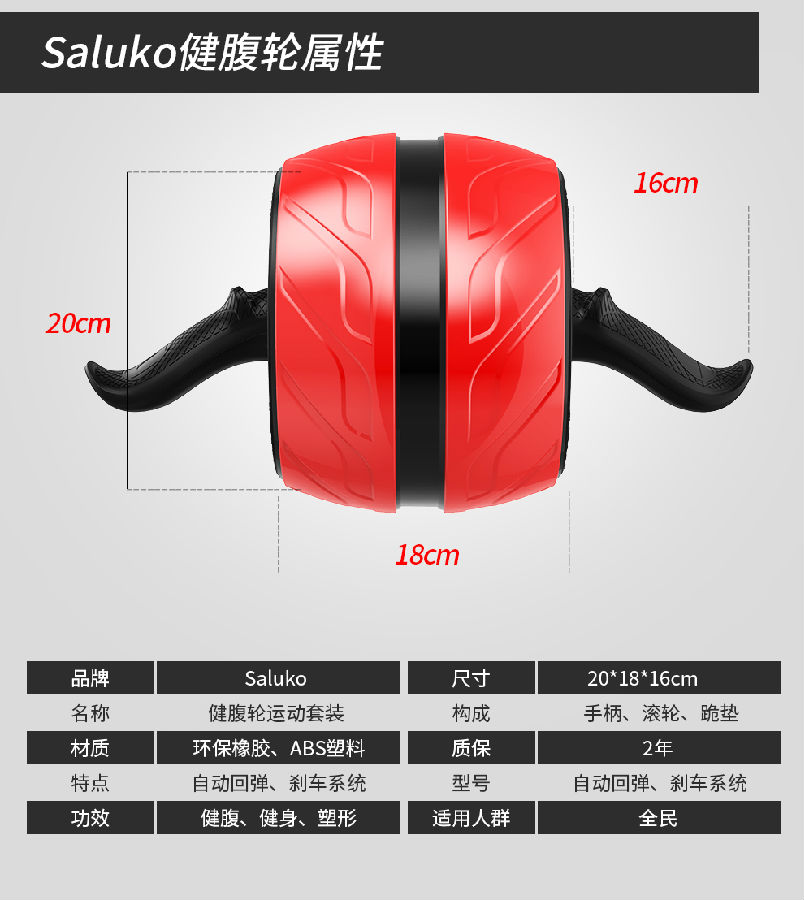 Saluko健腹轮属性
16cm
20cm
18cm
品牌 Saluko 尺寸 20*18*16cm
名称 健腹轮运动套装 构成 手柄、滚轮、跪垫
材质 环保橡胶、ABS塑料 质保 2年
特点 自动回弹、刹车系统 型号 自动回弹、刹车系统
功效 健腹、健身、塑形 适用人群 全民